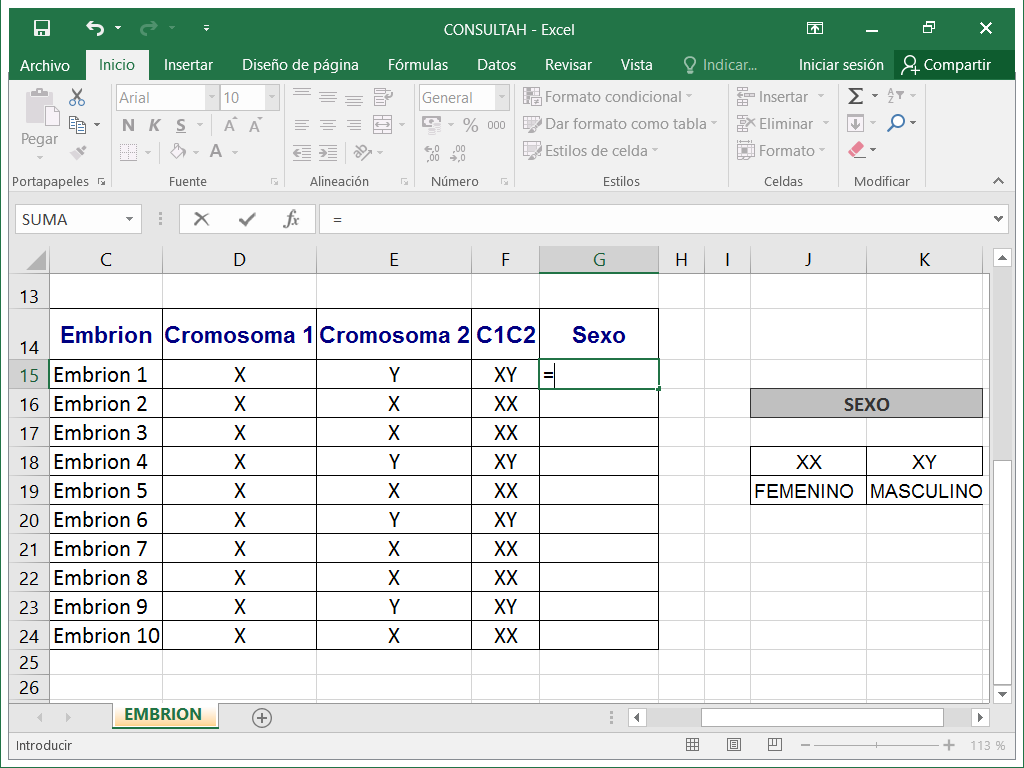 CONSULTAH - Excel
Archivo Inicio Insertar Diseño de página Fórmulas Datos Revisar Vista Indicar... Iniciar sesión Compartir
Pegar
Arial 10
General
Formato condicional
Insertar
N K S A A
% 000
Dar formato como tabla
Eliminar
A
Estilos de celda
Formato
Portapapeles Fuente Alineación Número Estilos Celdas Modificar
SUMA fx =
C D E F G H I J K
13
14 Embrion Cromosoma 1 Cromosoma 2 C1C2 Sexo
15 Embrion 1 X Y XY =
16 Embrion 2 X X XX SEXO
17 Embrion 3 X X XX
18 Embrion 4 X Y XY XX XY
19 Embrion 5 X X XX FEMENINO MASCULINO
20 Embrion 6 X Y XY
21 Embrion 7 X X XX
22 Embrion 8 X X XX
23 Embrion 9 X Y XY
24 Embrion 10 X X XX
25
26
EMBRION
Introducir 113 %